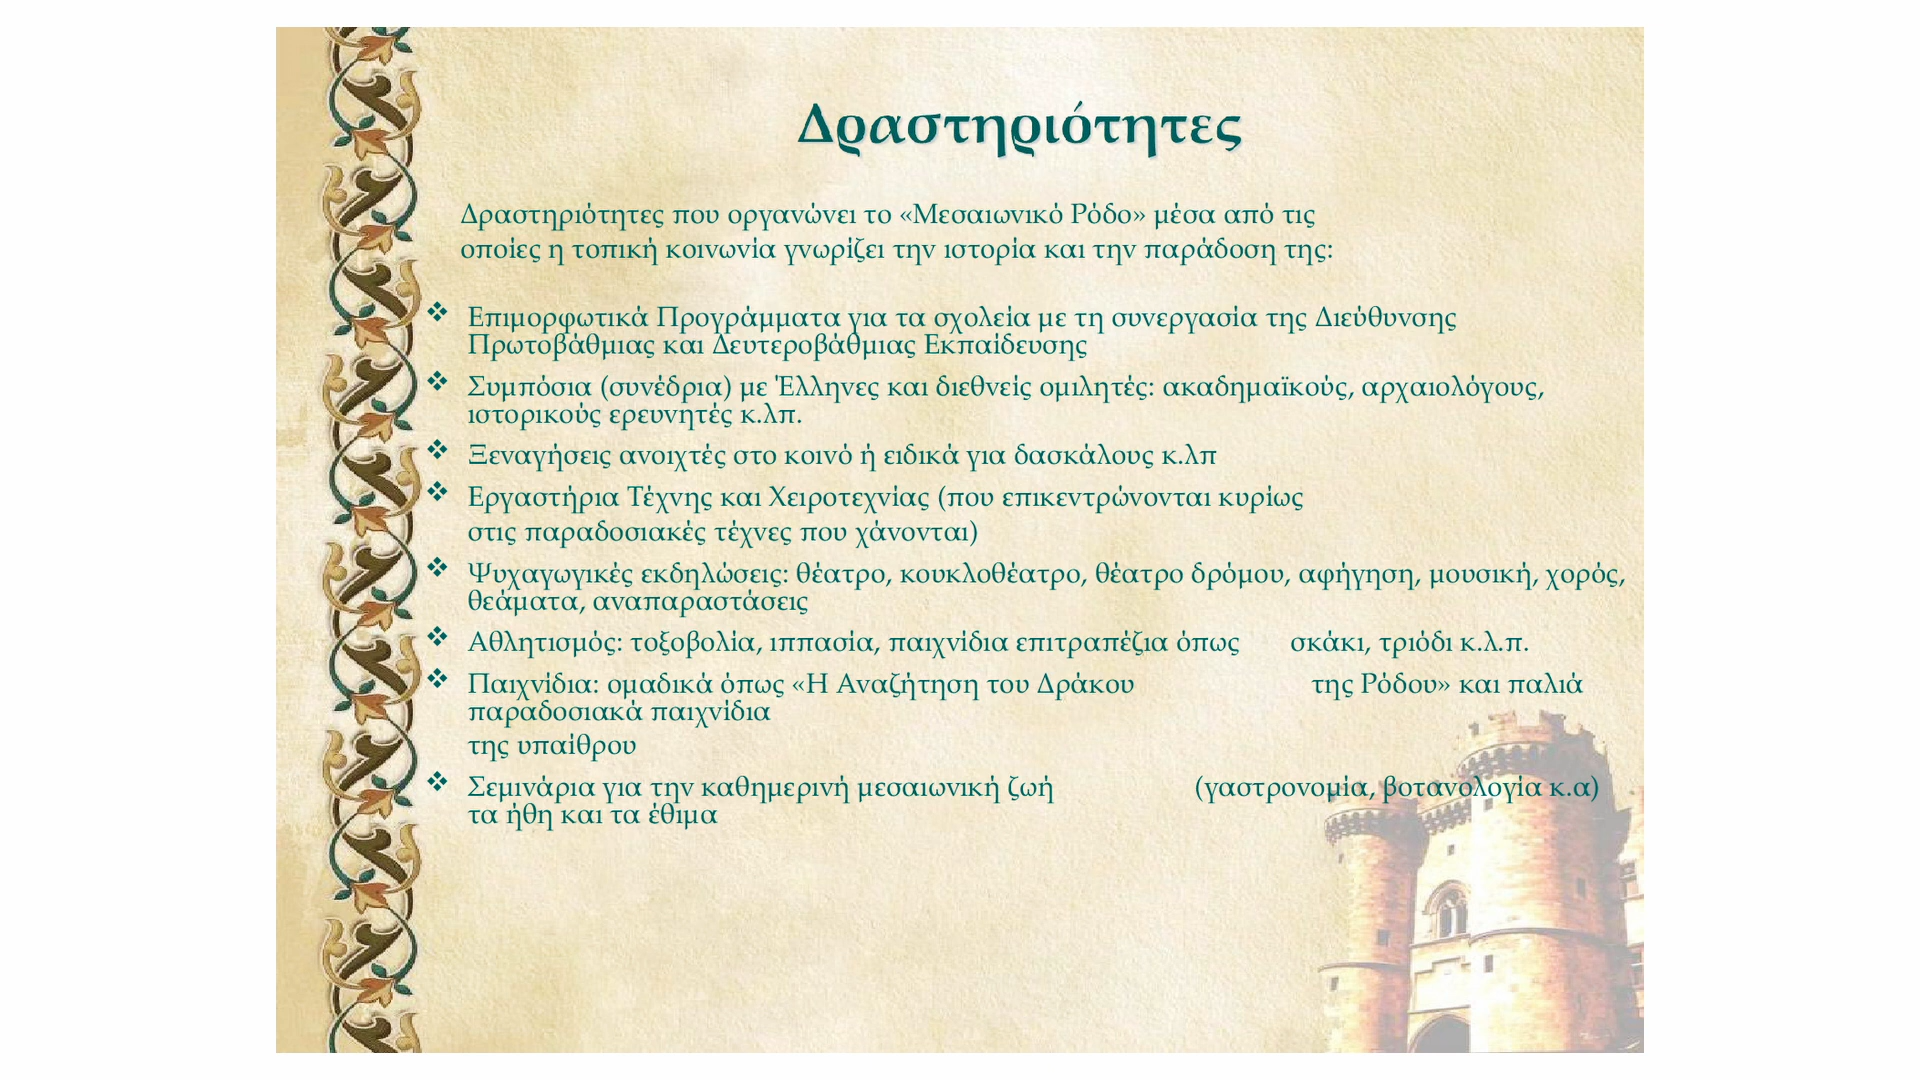 Δραστηριότητες
Δραστηριότητες που οργανώνει το «Μεσαιωνικό Ρόδο» μέσα από τις
οποίες η τοπική κοινωνία γνωρίζει την ιστορία και την παράδοση της:
❖ Επιμορφωτικά Προγράμματα για τα σχολεία με τη συνεργασία της Διεύθυνσης
Πρωτοβάθμιας και Δευτεροβάθμιας Εκπαίδευσης
❖ Συμπόσια (συνέδρια) με Έλληνες και διεθνείς ομιλητές: ακαδημαϊκούς, αρχαιολόγους,
ιστορικούς ερευνητές κ.λπ.
❖ Ξεναγήσεις ανοιχτές στο κοινό ή ειδικά για δασκάλους κ.λπ
❖ Εργαστήρια Τέχνης και Χειροτεχνίας (που επικεντρώνονται κυρίως
στις παραδοσιακές τέχνες που χάνονται)
❖ Ψυχαγωγικές εκδηλώσεις: θέατρο, κουκλοθέατρο, θέατρο δρόμου, αφήγηση, μουσική, χορός,
θεάματα, αναπαραστάσεις
❖ Αθλητισμός: τοξοβολία, ιππασία, παιχνίδια επιτραπέζια όπως σκάκι, τριόδι κ.λ.π.
❖ Παιχνίδια: ομαδικά όπως «Η Αναζήτηση του Δράκου της Ρόδου» και παλιά
παραδοσιακά παιχνίδια
της υπαίθρου
❖ Σεμινάρια για την καθημερινή μεσαιωνική ζωή (γαστρονομία, βοτανολογία κ.α)
τα ήθη και τα έθιμα